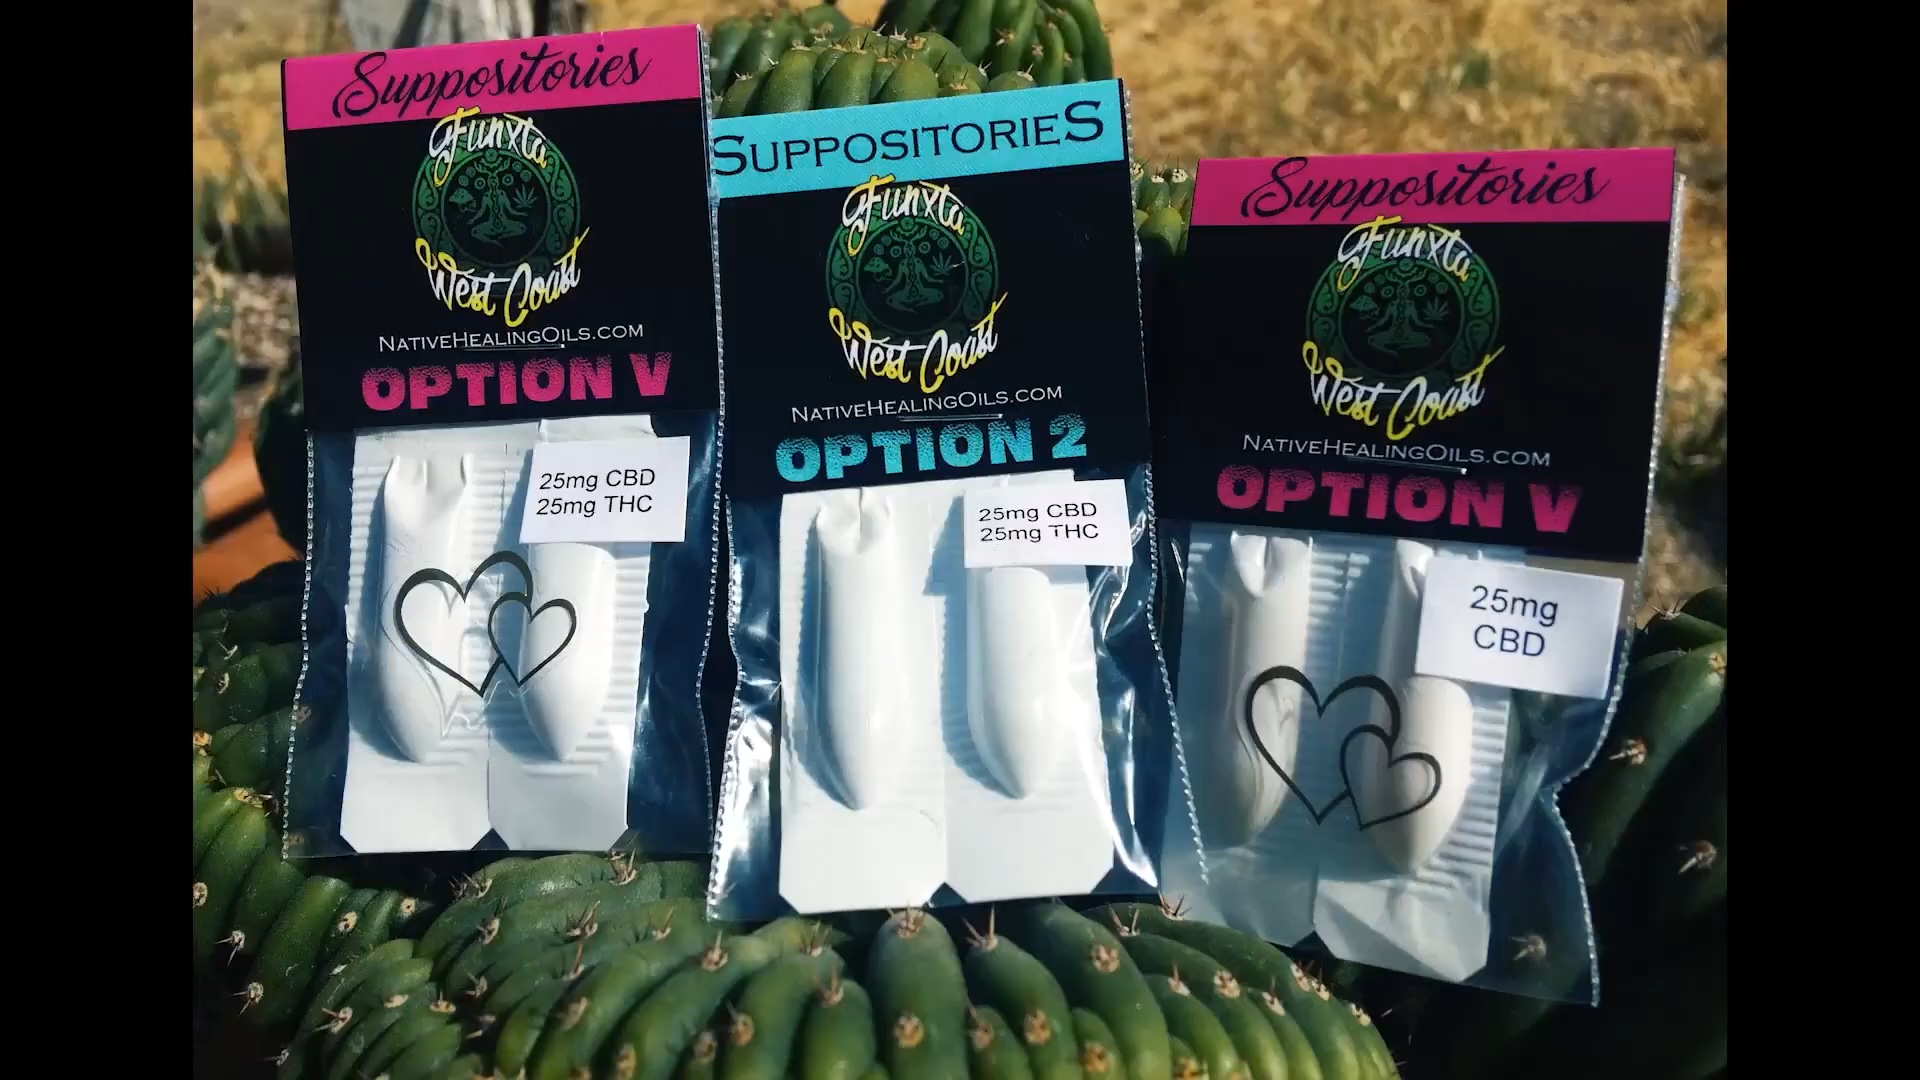 Suppositories
Funxta
West Coast
NativeHealingOils.com
OPTION V
25mg CBD
25mg THC
SuppositorieS
Funxta
West Coast
NativeHealingOils.com
OPTION 2
25mg CBD
25mg THC
Suppositories
Funxta
West Coast
NativeHealingOils.com
OPTION V
25mg
CBD